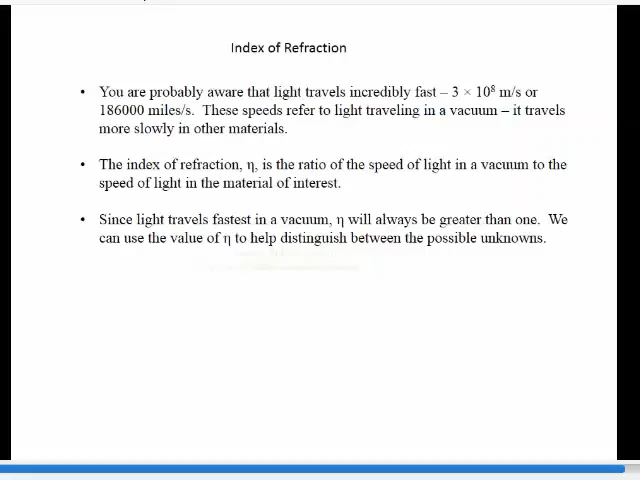 Index of Refraction
• You are probably aware that light travels incredibly fast – 3 × 10⁸ m/s or
186000 miles/s. These speeds refer to light traveling in a vacuum – it travels
more slowly in other materials.
• The index of refraction, η, is the ratio of the speed of light in a vacuum to the
speed of light in the material of interest.
• Since light travels fastest in a vacuum, η will always be greater than one. We
can use the value of η to help distinguish between the possible unknowns.